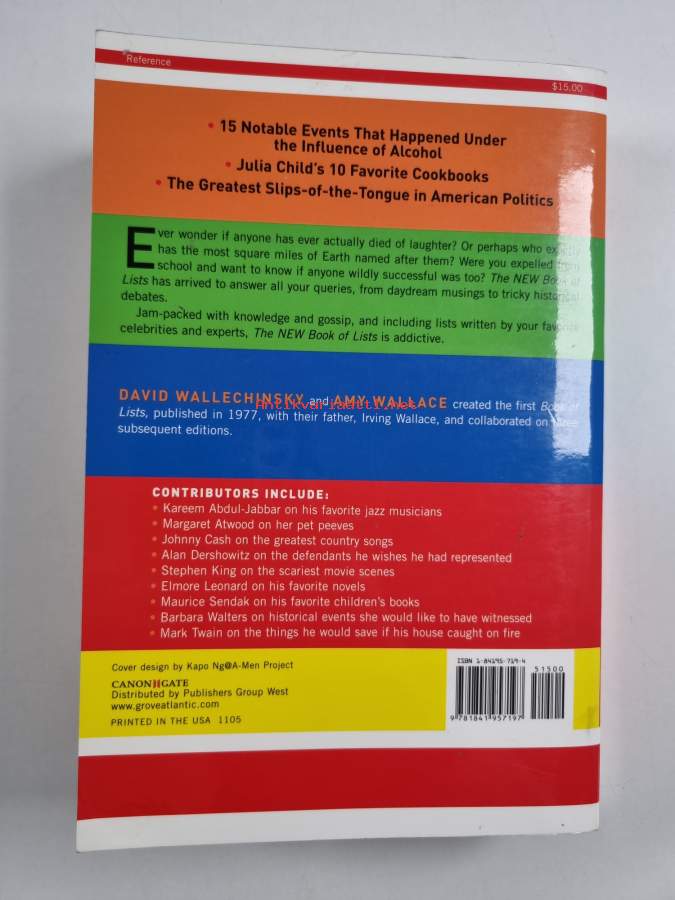 Reference
$15.00
• 15 Notable Events That Happened Under
the Influence of Alcohol
• Julia Child's 10 Favorite Cookbooks
• The Greatest Slips-of-the-Tongue in American Politics
Ever wonder if anyone has ever actually died of laughter? Or perhaps who exactly
has the most square miles of Earth named after them? Were you expelled from
school and want to know if anyone wildly successful was too? The NEW Book of
Lists has arrived to answer all your queries, from daydream musings to tricky historical
debates.
Jam-packed with knowledge and gossip, and including lists written by your favorite
celebrities and experts, The NEW Book of Lists is addictive.
DAVID WALLECHINSKY and AMY WALLACE created the first Book of
Antikvariaatti.net
Lists, published in 1977, with their father, Irving Wallace, and collaborated on three
subsequent editions.
CONTRIBUTORS INCLUDE:
• Kareem Abdul-Jabbar on his favorite jazz musicians
• Margaret Atwood on her pet peeves
• Johnny Cash on the greatest country songs
• Alan Dershowitz on the defendants he wishes he had represented
• Stephen King on the scariest movie scenes
• Elmore Leonard on his favorite novels
• Maurice Sendak on his favorite children's books
• Barbara Walters on historical events she would like to have witnessed
• Mark Twain on the things he would save if his house caught on fire
Cover design by Kapo Ng@A-Men Project
CANONGATE
Distributed by Publishers Group West
www.groveatlantic.com
PRINTED IN THE USA 1105
ISBN 1-84195-719-4
51500
9 781841 957197